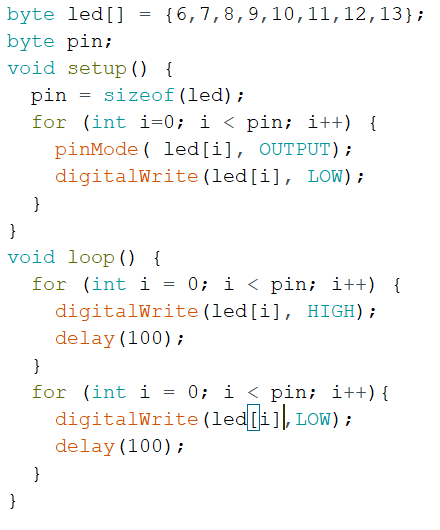 byte led[] = {6,7,8,9,10,11,12,13};
byte pin;
void setup() {
  pin = sizeof(led);
  for (int i=0; i < pin; i++) {
    pinMode( led[i], OUTPUT);
    digitalWrite(led[i], LOW);
  }
}
void loop() {
  for (int i = 0; i < pin; i++) {
    digitalWrite(led[i], HIGH);
    delay(100);
  }
  for (int i = 0; i < pin; i++){
    digitalWrite(led[i],LOW);
    delay(100);
  }
}